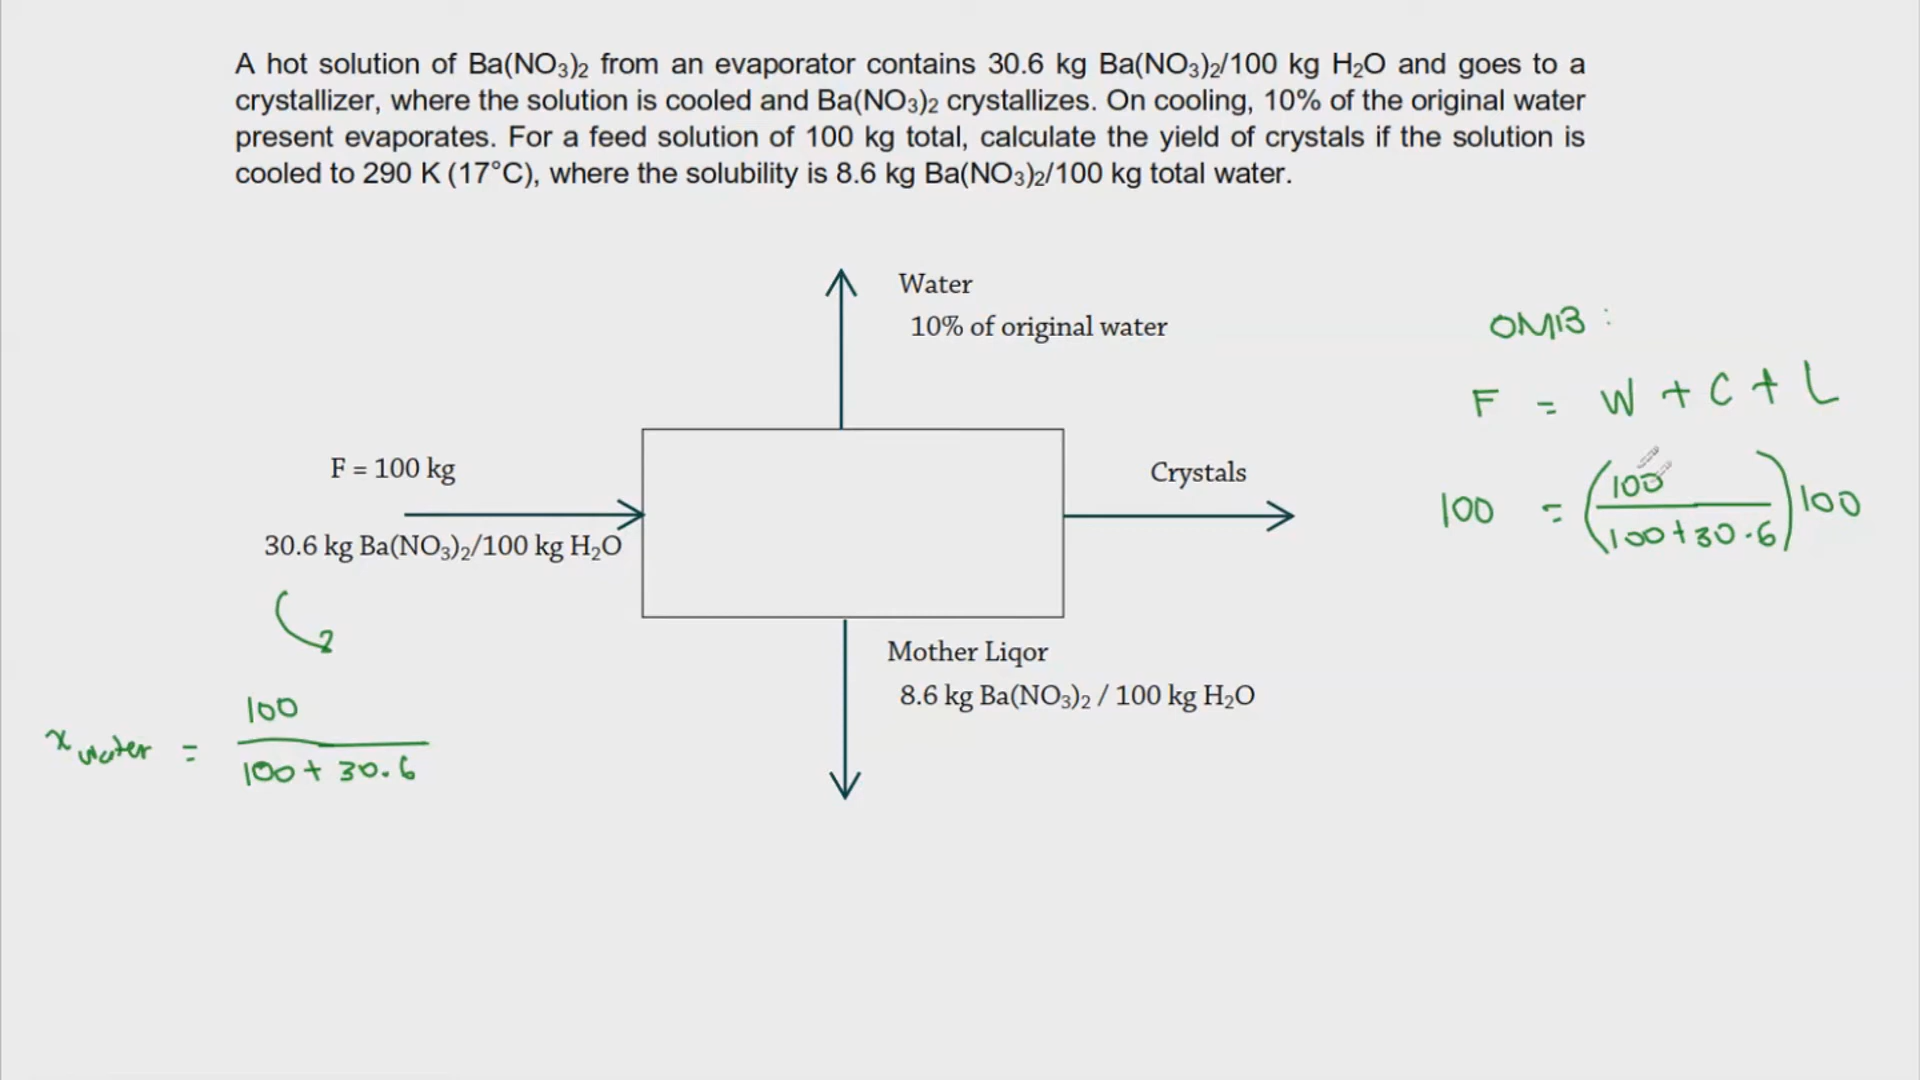 A hot solution of Ba(NO₃)₂ from an evaporator contains 30.6 kg Ba(NO₃)₂/100 kg H₂O and goes to a
crystallizer, where the solution is cooled and Ba(NO₃)₂ crystallizes. On cooling, 10% of the original water
present evaporates. For a feed solution of 100 kg total, calculate the yield of crystals if the solution is
cooled to 290 K (17°C), where the solubility is 8.6 kg Ba(NO₃)₂/100 kg total water.
Water
10% of original water
OMB :
F = W + C + L
F = 100 kg
Crystals
100 = (100
100+30.6) 100
30.6 kg Ba(NO₃)₂/100 kg H₂O
Mother Liqor
8.6 kg Ba(NO₃)₂ / 100 kg H₂O
x water = 100
100 + 30.6